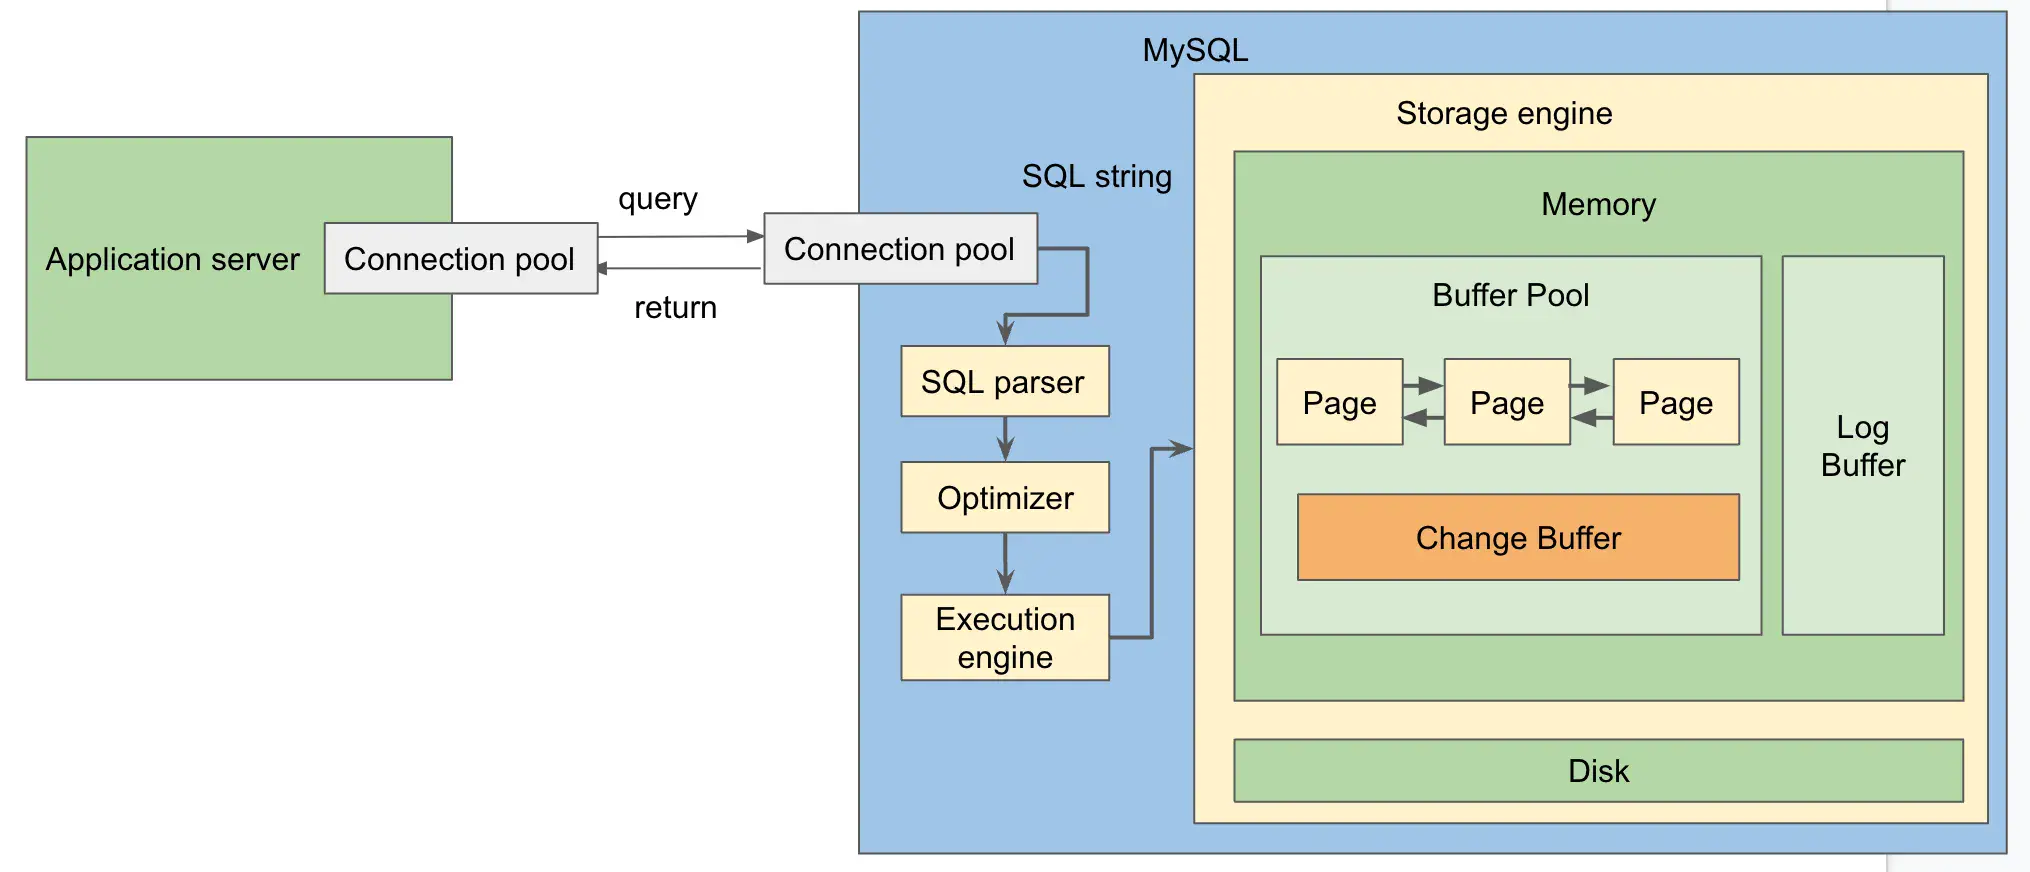 MySQL
Storage engine
SQL string
Memory
query
Application server
Connection pool
Connection pool
return
Buffer Pool
SQL parser
Page
Page
Page
Log
Buffer
Optimizer
Change Buffer
Execution
engine
Disk